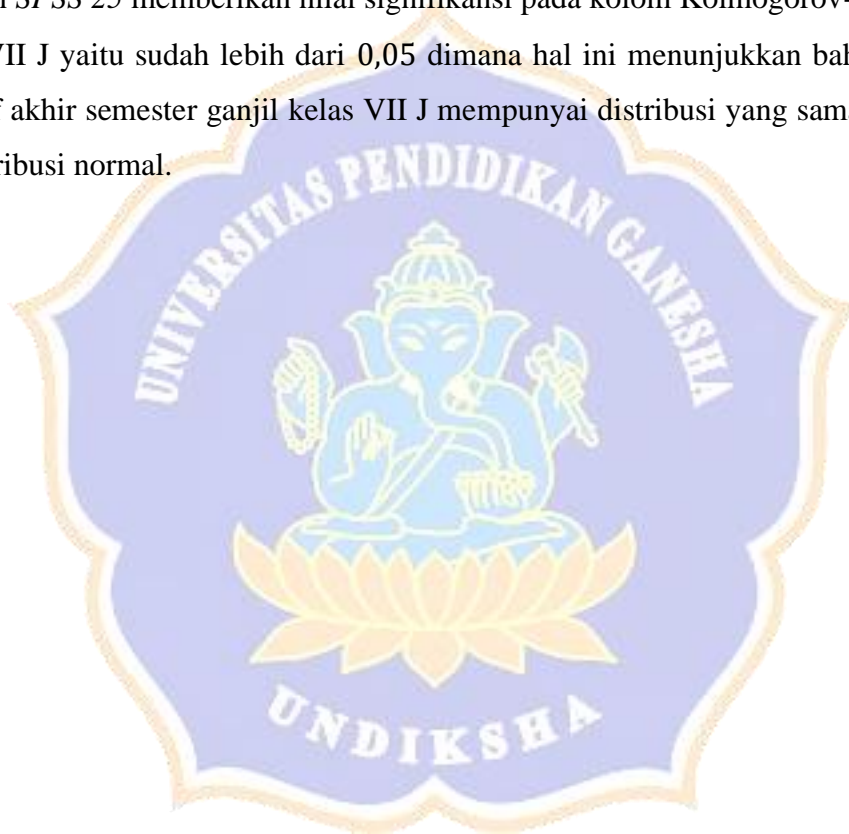 SPSS 25 memberikan nilai signifikansi pada kolom Kolmogorov-
VII J yaitu sudah lebih dari 0,05 dimana hal ini menunjukkan bah
akhir semester ganjil kelas VII J mempunyai distribusi yang sama
ribusi normal.
UNIVERSITAS PENDIDIKAN GANESHA
UNDIKSHA